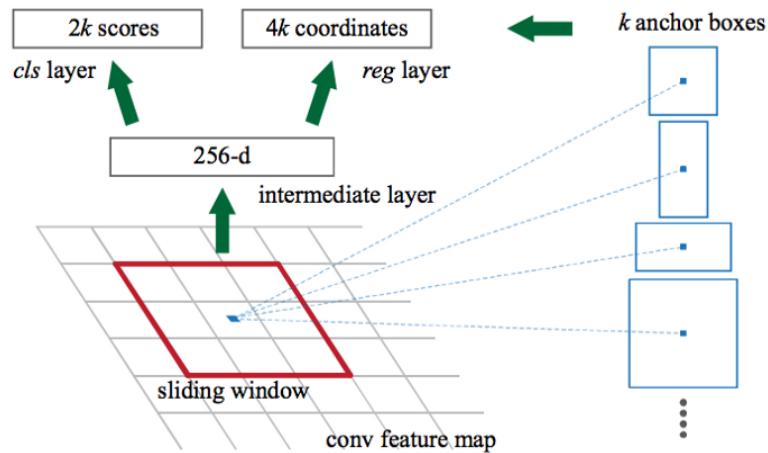 2k scores
4k coordinates
k anchor boxes
cls layer
reg layer
256-d
intermediate layer
sliding window
conv feature map